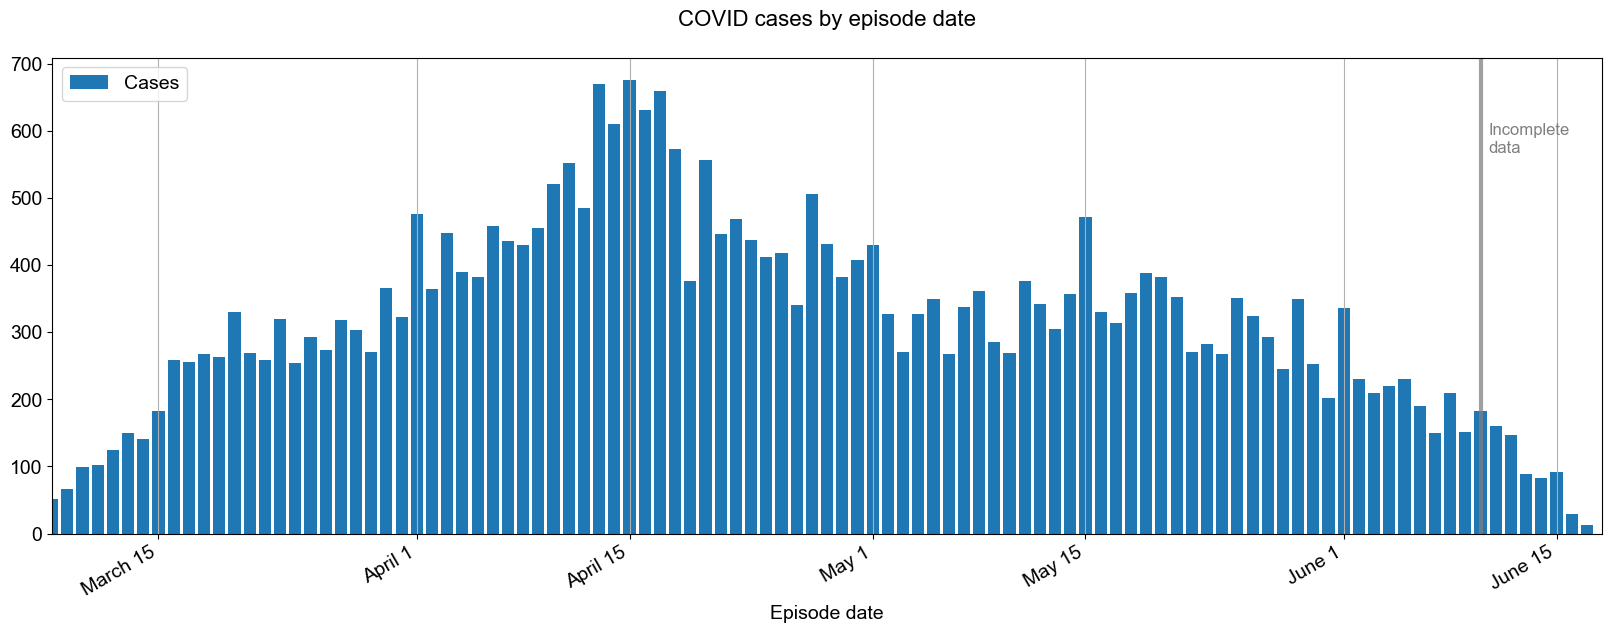 COVID cases by episode date
700
600
500
400
300
200
100
0
Cases
Incomplete
data
March 15
April 1
April 15
May 1
May 15
June 1
June 15
Episode date